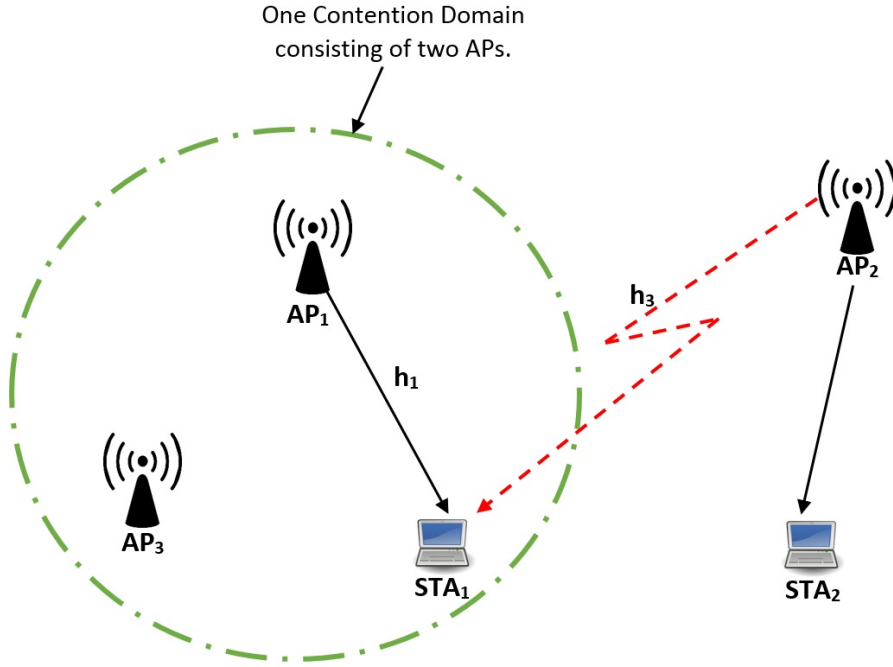 One Contention Domain
consisting of two APs.
AP₂
h₃
AP₁
h₁
AP₃
STA₁
STA₂